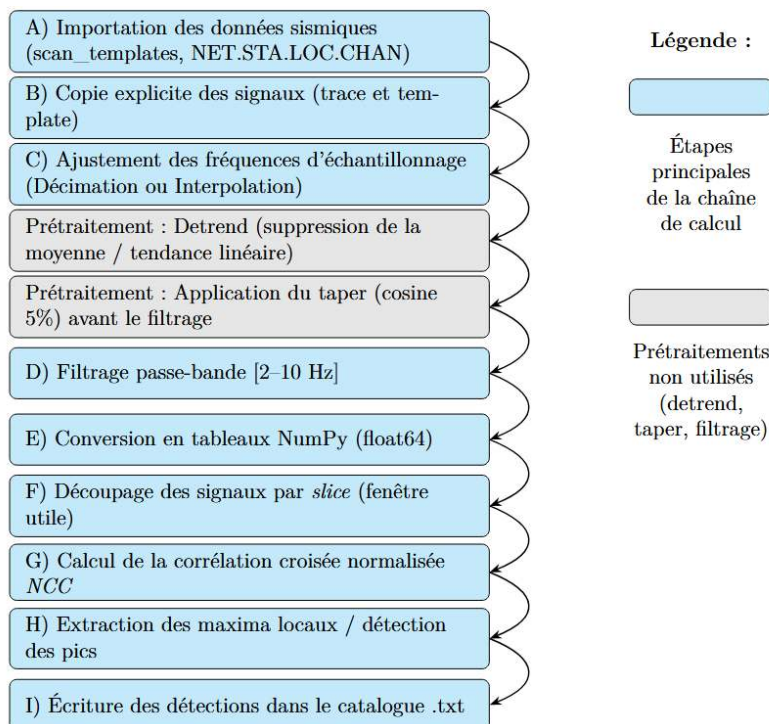 A) Importation des données sismiques
(scan_templates, NET.STA.LOC.CHAN)
B) Copie explicite des signaux (trace et tem-
plate)
C) Ajustement des fréquences d'échantillonnage
(Décimation ou Interpolation)
Prétraitement : Detrend (suppression de la
moyenne / tendance linéaire)
Prétraitement : Application du taper (cosine
5%) avant le filtrage
D) Filtrage passe-bande [2–10 Hz]
E) Conversion en tableaux NumPy (float64)
F) Découpage des signaux par slice (fenêtre
utile)
G) Calcul de la corrélation croisée normalisée
NCC
H) Extraction des maxima locaux / détection
des pics
I) Écriture des détections dans le catalogue .txt
Légende :
Étapes
principales
de la chaîne
de calcul
Prétraitements
non utilisés
(detrend,
taper, filtrage)